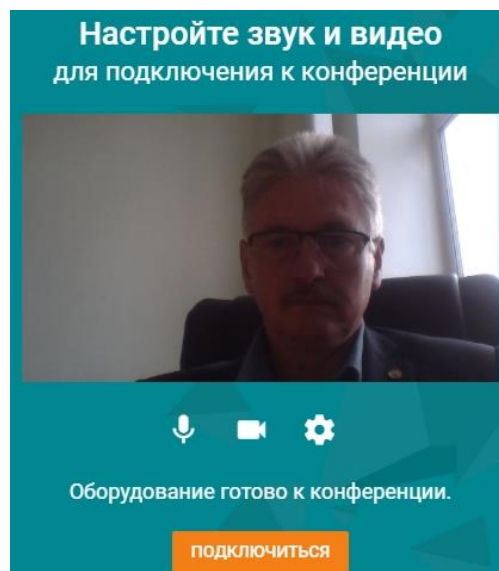 Настройте звук и видео
для подключения к конференции
Оборудование готово к конференции.
ПОДКЛЮЧИТЬСЯ